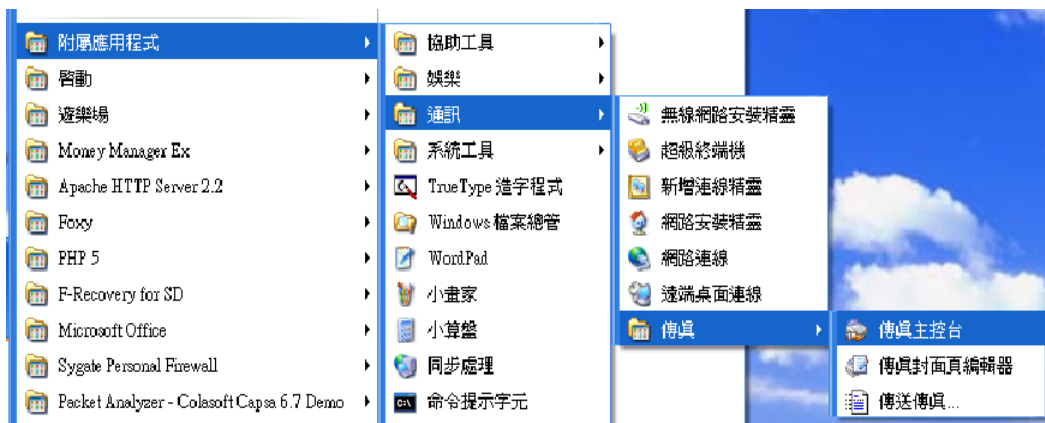 附屬應用程式
啓動
遊樂場
Money Manager Ex
Apache HTTP Server 2.2
Foxy
PHP 5
F-Recovery for SD
Microsoft Office
Sygate Personal Firewall
Packet Analyzer - Colasoft Capsa 6.7 Demo
協助工具
娛樂
通訊
系統工具
TrueType 造字程式
Windows 檔案總管
WordPad
小畫家
小算盤
同步處理
命令提示字元
無線網路安裝精靈
超級終端機
新增連線精靈
網路安裝精靈
網路連線
遠端桌面連線
傳眞
傳眞主控台
傳眞封面頁編輯器
傳送傳眞...